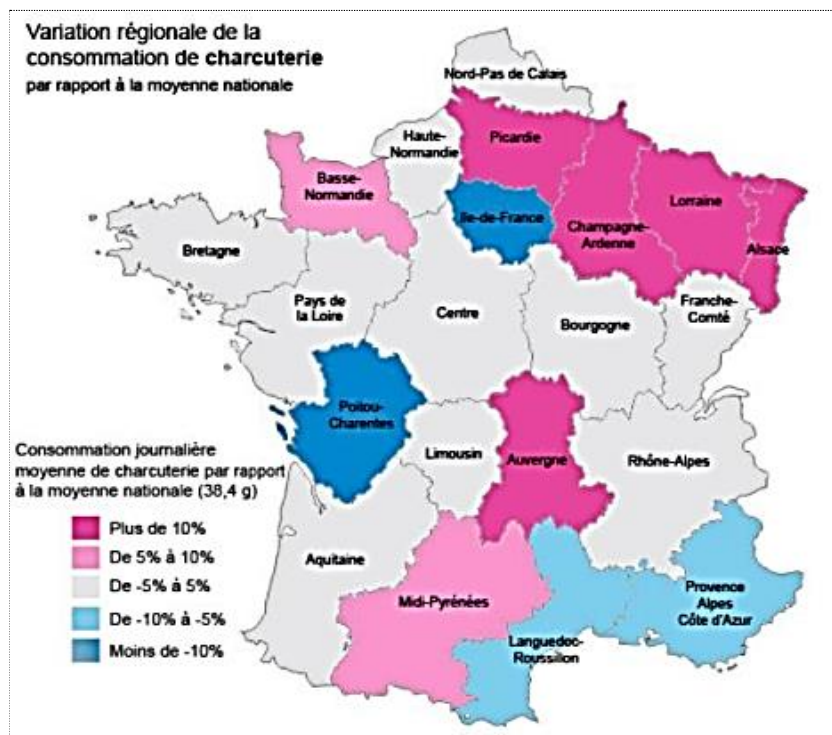 Variation régionale de la
consommation de charcuterie
par rapport à la moyenne nationale
Nord-Pas de Calais
Haute-
Normandie
Picardie
Basse-
Normandie
Ile-de-France
Champagne-
Ardenne
Lorraine
Alsace
Bretagne
Pays de
la Loire
Centre
Bourgogne
Franche-
Comté
Poitou-
Charentes
Limousin
Auvergne
Rhône-Alpes
Aquitaine
Midi-Pyrénées
Languedoc-
Roussillon
Provence
Alpes
Côte d'Azur
Consommation journalière
moyenne de charcuterie par rapport
à la moyenne nationale (38,4 g)
Plus de 10%
De 5% à 10%
De -5% à 5%
De -10% à -5%
Moins de -10%